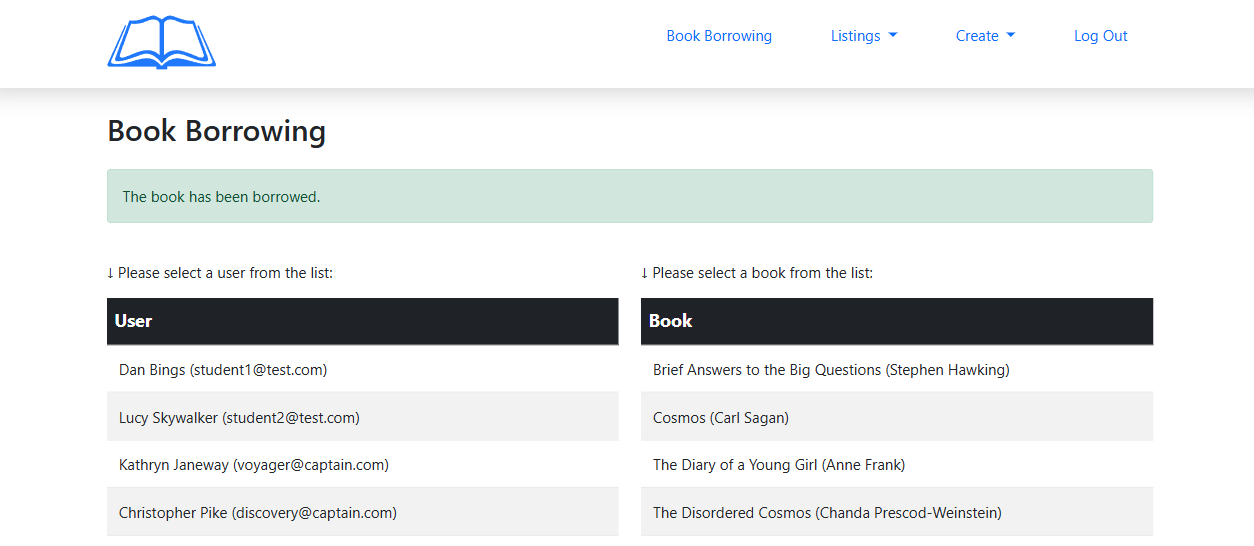 Book Borrowing Listings Create Log Out
Book Borrowing
The book has been borrowed.
↓ Please select a user from the list:
User
Dan Bings (student1@test.com)
Lucy Skywalker (student2@test.com)
Kathryn Janeway (voyager@captain.com)
Christopher Pike (discovery@captain.com)
↓ Please select a book from the list:
Book
Brief Answers to the Big Questions (Stephen Hawking)
Cosmos (Carl Sagan)
The Diary of a Young Girl (Anne Frank)
The Disordered Cosmos (Chanda Prescod-Weinstein)